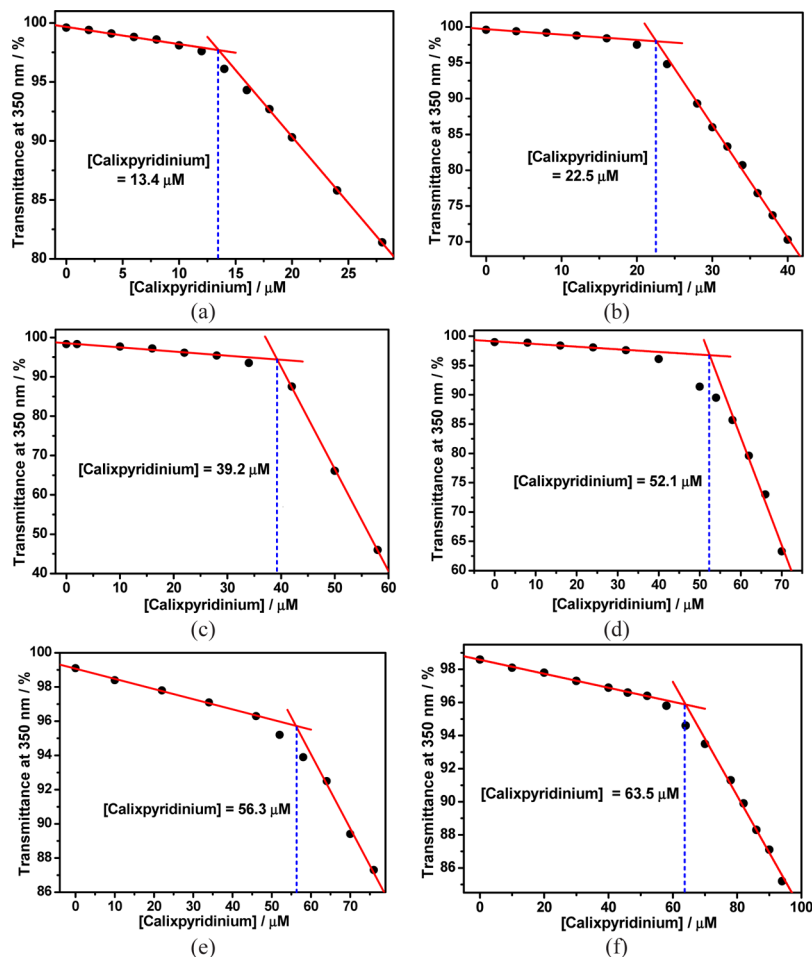 100
95
90
85
80
Transmittance at 350 nm / %
[Calixpyridinium]
= 13.4 μM
0 5 10 15 20 25
[Calixpyridinium] / μM
(a)
100
95
90
85
80
75
70
Transmittance at 350 nm / %
[Calixpyridinium]
= 22.5 μM
0 10 20 30 40
[Calixpyridinium] / μM
(b)
100
90
80
70
60
50
40
Transmittance at 350 nm / %
[Calixpyridinium] = 39.2 μM
0 10 20 30 40 50 60
[Calixpyridinium] / μM
(c)
100
95
90
85
80
75
70
65
60
Transmittance at 350 nm / %
[Calixpyridinium] = 52.1 μM
0 10 20 30 40 50 60 70
[Calixpyridinium] / μM
(d)
100
98
96
94
92
90
88
86
Transmittance at 350 nm / %
[Calixpyridinium] = 56.3 μM
0 10 20 30 40 50 60 70
[Calixpyridinium] / μM
(e)
98
96
94
92
90
88
86
Transmittance at 350 nm / %
[Calixpyridinium] = 63.5 μM
0 20 40 60 80 100
[Calixpyridinium] / μM
(f)